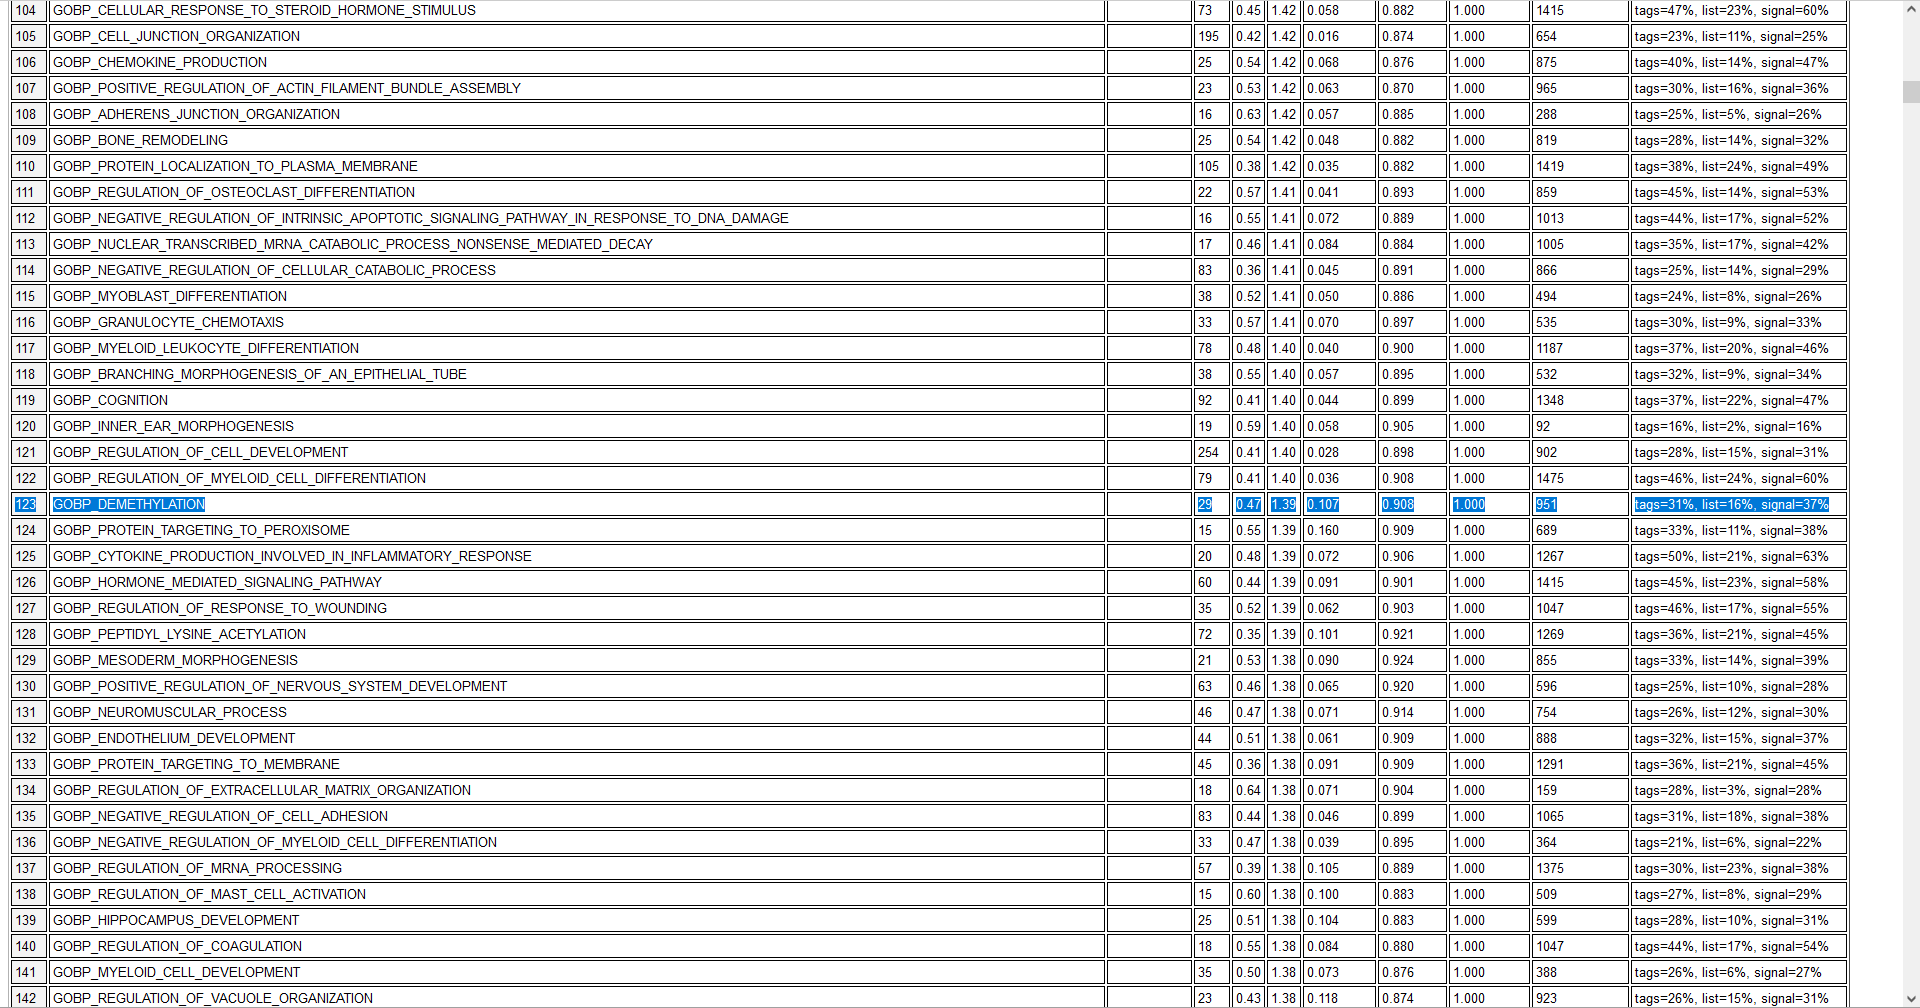 104 GOBP_CELLULAR_RESPONSE_TO_STEROID_HORMONE_STIMULUS 73 0.45 1.42 0.058 0.882 1.000 1415 tags=47%, list=23%, signal=60%
105 GOBP_CELL_JUNCTION_ORGANIZATION 195 0.42 1.42 0.016 0.874 1.000 654 tags=23%, list=11%, signal=25%
106 GOBP_CHEMOKINE_PRODUCTION 25 0.54 1.42 0.068 0.876 1.000 875 tags=40%, list=14%, signal=47%
107 GOBP_POSITIVE_REGULATION_OF_ACTIN_FILAMENT_BUNDLE_ASSEMBLY 23 0.53 1.42 0.063 0.870 1.000 965 tags=30%, list=16%, signal=36%
108 GOBP_ADHERENS_JUNCTION_ORGANIZATION 16 0.63 1.42 0.057 0.885 1.000 288 tags=25%, list=5%, signal=26%
109 GOBP_BONE_REMODELING 25 0.54 1.42 0.048 0.882 1.000 819 tags=28%, list=14%, signal=32%
110 GOBP_PROTEIN_LOCALIZATION_TO_PLASMA_MEMBRANE 105 0.38 1.42 0.035 0.882 1.000 1419 tags=38%, list=24%, signal=49%
111 GOBP_REGULATION_OF_OSTEOCLAST_DIFFERENTIATION 22 0.57 1.41 0.041 0.893 1.000 859 tags=45%, list=14%, signal=53%
112 GOBP_NEGATIVE_REGULATION_OF_INTRINSIC_APOPTOTIC_SIGNALING_PATHWAY_IN_RESPONSE_TO_DNA_DAMAGE 16 0.55 1.41 0.072 0.889 1.000 1013 tags=44%, list=17%, signal=52%
113 GOBP_NUCLEAR_TRANSCRIBED_MRNA_CATABOLIC_PROCESS_NONSENSE_MEDIATED_DECAY 17 0.46 1.41 0.084 0.884 1.000 1005 tags=35%, list=17%, signal=42%
114 GOBP_NEGATIVE_REGULATION_OF_CELLULAR_CATABOLIC_PROCESS 83 0.36 1.41 0.045 0.891 1.000 866 tags=25%, list=14%, signal=29%
115 GOBP_MYOBLAST_DIFFERENTIATION 38 0.52 1.41 0.050 0.886 1.000 494 tags=24%, list=8%, signal=26%
116 GOBP_GRANULOCYTE_CHEMOTAXIS 33 0.57 1.41 0.070 0.897 1.000 535 tags=30%, list=9%, signal=33%
117 GOBP_MYELOID_LEUKOCYTE_DIFFERENTIATION 78 0.48 1.40 0.040 0.900 1.000 1187 tags=37%, list=20%, signal=46%
118 GOBP_BRANCHING_MORPHOGENESIS_OF_AN_EPITHELIAL_TUBE 38 0.55 1.40 0.057 0.895 1.000 532 tags=32%, list=9%, signal=34%
119 GOBP_COGNITION 92 0.41 1.40 0.044 0.899 1.000 1348 tags=37%, list=22%, signal=47%
120 GOBP_INNER_EAR_MORPHOGENESIS 19 0.59 1.40 0.058 0.905 1.000 92 tags=16%, list=2%, signal=16%
121 GOBP_REGULATION_OF_CELL_DEVELOPMENT 254 0.41 1.40 0.028 0.898 1.000 902 tags=28%, list=15%, signal=31%
122 GOBP_REGULATION_OF_MYELOID_CELL_DIFFERENTIATION 79 0.41 1.40 0.036 0.908 1.000 1475 tags=46%, list=24%, signal=60%
123 GOBP_DEMETHYLATION 29 0.47 1.39 0.107 0.908 1.000 951 tags=31%, list=16%, signal=37%
124 GOBP_PROTEIN_TARGETING_TO_PEROXISOME 15 0.55 1.39 0.160 0.909 1.000 689 tags=33%, list=11%, signal=38%
125 GOBP_CYTOKINE_PRODUCTION_INVOLVED_IN_INFLAMMATORY_RESPONSE 20 0.48 1.39 0.072 0.906 1.000 1267 tags=50%, list=21%, signal=63%
126 GOBP_HORMONE_MEDIATED_SIGNALING_PATHWAY 60 0.44 1.39 0.091 0.901 1.000 1415 tags=45%, list=23%, signal=58%
127 GOBP_REGULATION_OF_RESPONSE_TO_WOUNDING 35 0.52 1.39 0.062 0.903 1.000 1047 tags=46%, list=17%, signal=55%
128 GOBP_PEPTIDYL_LYSINE_ACETYLATION 72 0.35 1.39 0.101 0.921 1.000 1269 tags=36%, list=21%, signal=45%
129 GOBP_MESODERM_MORPHOGENESIS 21 0.53 1.38 0.090 0.924 1.000 855 tags=33%, list=14%, signal=39%
130 GOBP_POSITIVE_REGULATION_OF_NERVOUS_SYSTEM_DEVELOPMENT 63 0.46 1.38 0.065 0.920 1.000 596 tags=25%, list=10%, signal=28%
131 GOBP_NEUROMUSCULAR_PROCESS 46 0.47 1.38 0.071 0.914 1.000 754 tags=26%, list=12%, signal=30%
132 GOBP_ENDOTHELIUM_DEVELOPMENT 44 0.51 1.38 0.061 0.909 1.000 888 tags=32%, list=15%, signal=37%
133 GOBP_PROTEIN_TARGETING_TO_MEMBRANE 45 0.36 1.38 0.091 0.909 1.000 1291 tags=36%, list=21%, signal=45%
134 GOBP_REGULATION_OF_EXTRACELLULAR_MATRIX_ORGANIZATION 18 0.64 1.38 0.071 0.904 1.000 159 tags=28%, list=3%, signal=28%
135 GOBP_NEGATIVE_REGULATION_OF_CELL_ADHESION 83 0.44 1.38 0.046 0.899 1.000 1065 tags=31%, list=18%, signal=38%
136 GOBP_NEGATIVE_REGULATION_OF_MYELOID_CELL_DIFFERENTIATION 33 0.47 1.38 0.039 0.895 1.000 364 tags=21%, list=6%, signal=22%
137 GOBP_REGULATION_OF_MRNA_PROCESSING 57 0.39 1.38 0.105 0.889 1.000 1375 tags=30%, list=23%, signal=38%
138 GOBP_REGULATION_OF_MAST_CELL_ACTIVATION 15 0.60 1.38 0.100 0.883 1.000 509 tags=27%, list=8%, signal=29%
139 GOBP_HIPPOCAMPUS_DEVELOPMENT 25 0.51 1.38 0.104 0.883 1.000 599 tags=28%, list=10%, signal=31%
140 GOBP_REGULATION_OF_COAGULATION 18 0.55 1.38 0.084 0.880 1.000 1047 tags=44%, list=17%, signal=54%
141 GOBP_MYELOID_CELL_DEVELOPMENT 35 0.50 1.38 0.073 0.876 1.000 388 tags=26%, list=6%, signal=27%
142 GOBP_REGULATION_OF_VACUOLE_ORGANIZATION 23 0.43 1.38 0.118 0.874 1.000 923 tags=26%, list=15%, signal=31%